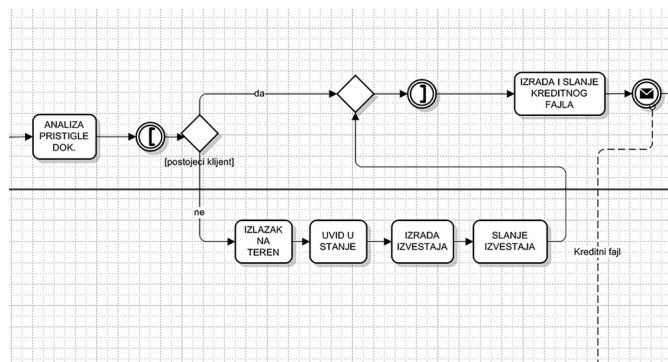 IZRADA I SLANJE
KREDITNOG
FAJLA
da
ANALIZA
PRISTIGLE
DOK.
[postojeci klijent]
ne
IZLAZAK
NA
TEREN
UVID U
STANJE
IZRADA
IZVESTAJA
SLANJE
IZVESTAJA
Kreditni fajl